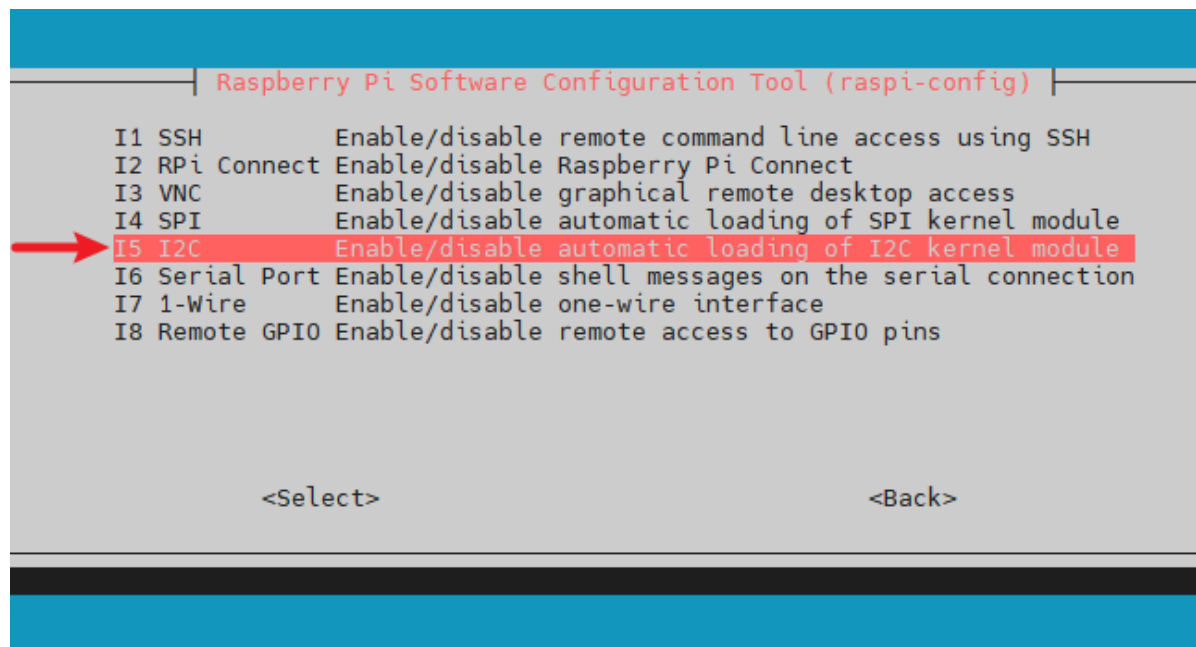 Raspberry Pi Software Configuration Tool (raspi-config)
I1 SSH Enable/disable remote command line access using SSH
I2 RPi Connect Enable/disable Raspberry Pi Connect
I3 VNC Enable/disable graphical remote desktop access
I4 SPI Enable/disable automatic loading of SPI kernel module
I5 I2C Enable/disable automatic loading of I2C kernel module
I6 Serial Port Enable/disable shell messages on the serial connection
I7 1-Wire Enable/disable one-wire interface
I8 Remote GPIO Enable/disable remote access to GPIO pins
<Select> <Back>